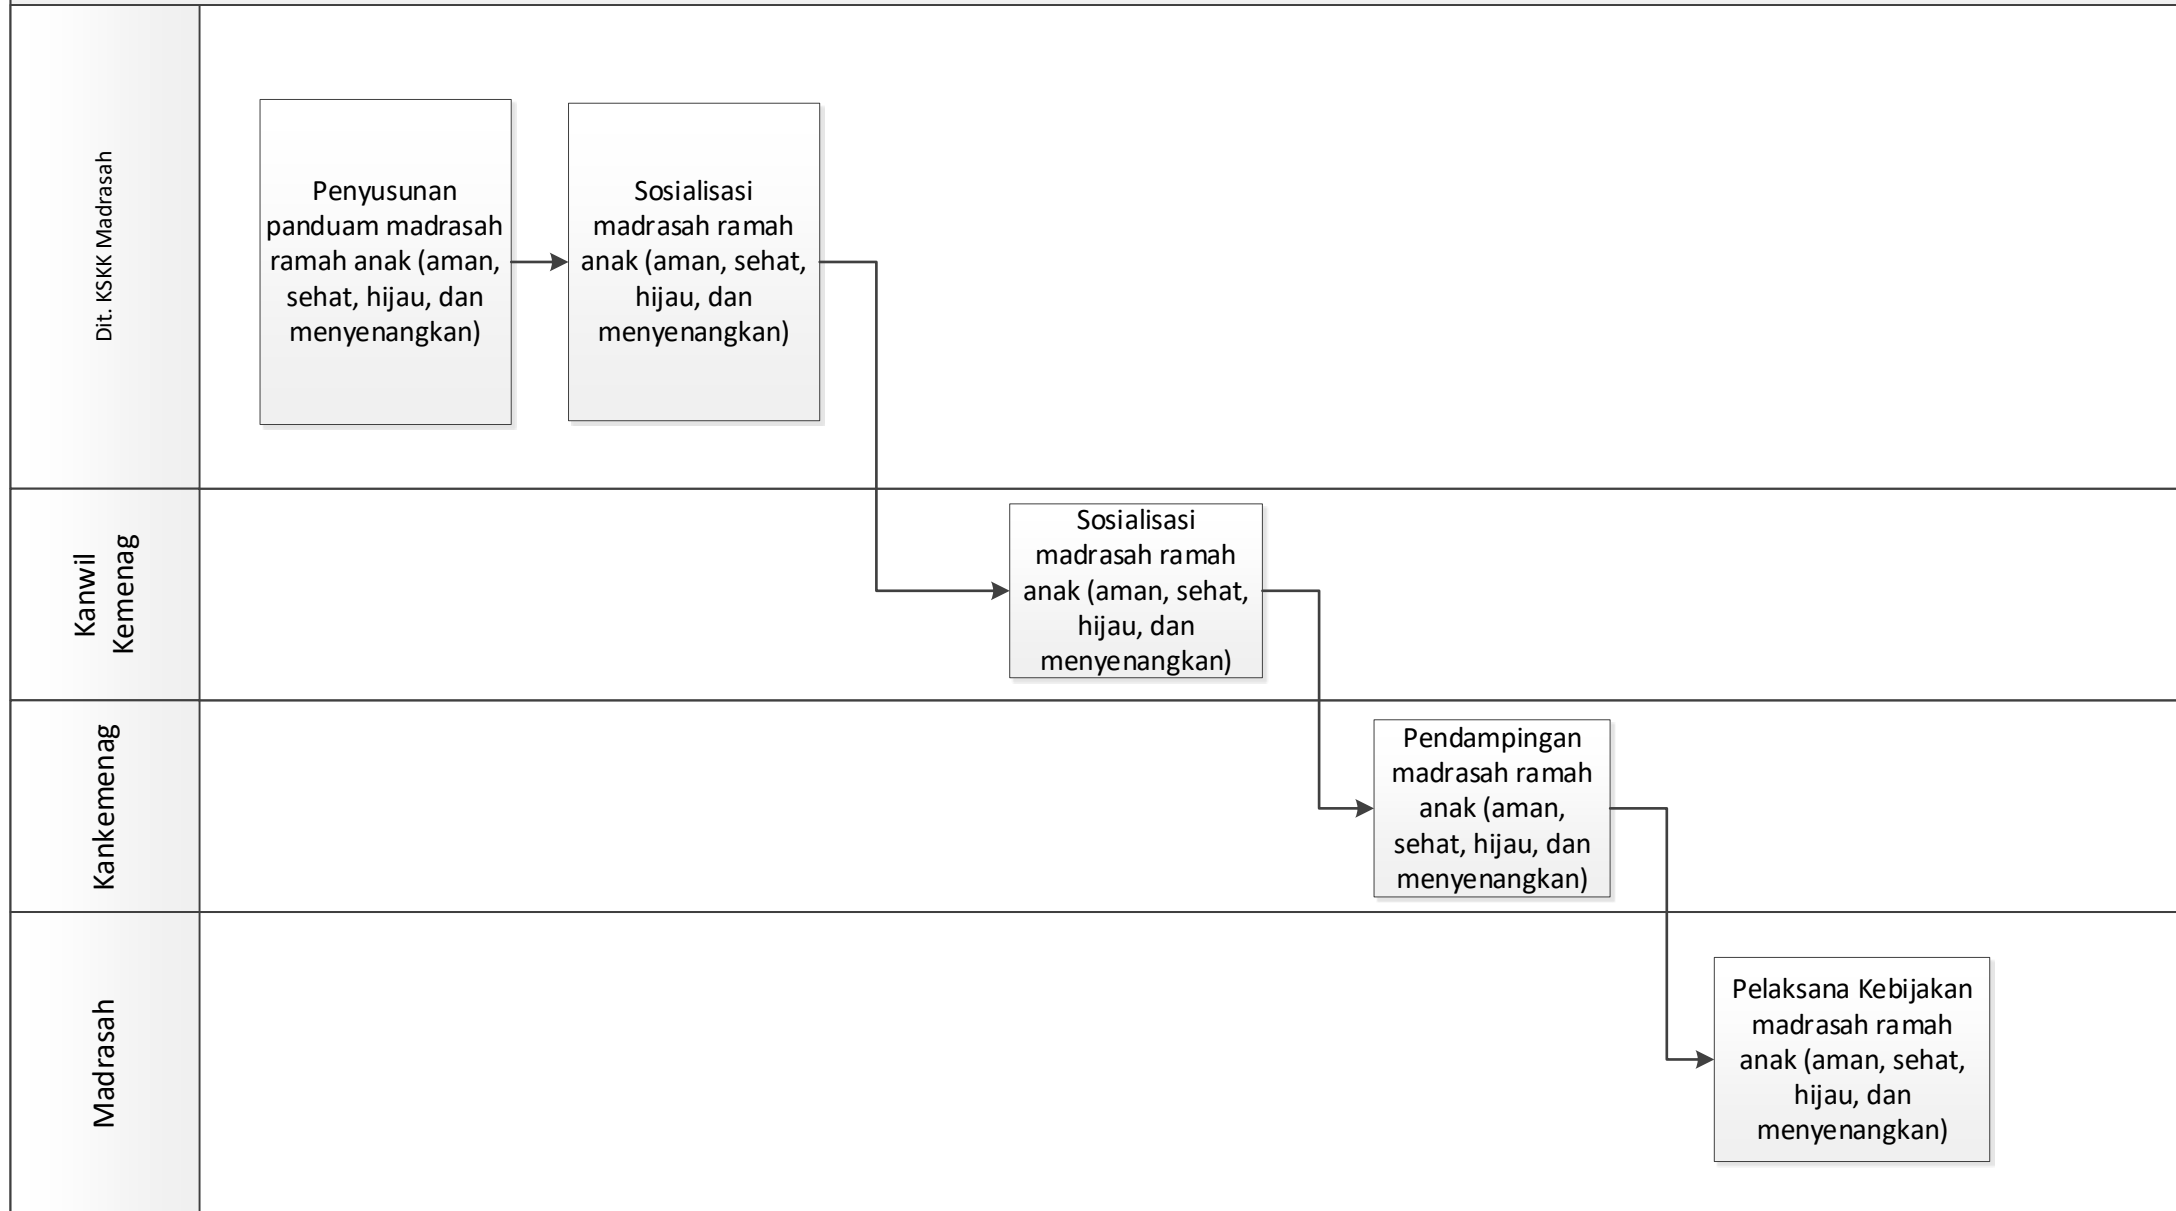 Dit. KSKK Madrasah
Penyusunan
panduam madrasah
ramah anak (aman,
sehat, hijau, dan
menyenangkan)
Sosialisasi
madrasah ramah
anak (aman, sehat,
hijau, dan
menyenangkan)
Kanwil
Kemenag
Sosialisasi
madrasah ramah
anak (aman, sehat,
hijau, dan
menyenangkan)
Kankemenag
Pendampingan
madrasah ramah
anak (aman,
sehat, hijau, dan
menyenangkan)
Madrasah
Pelaksana Kebijakan
madrasah ramah
anak (aman, sehat,
hijau, dan
menyenangkan)